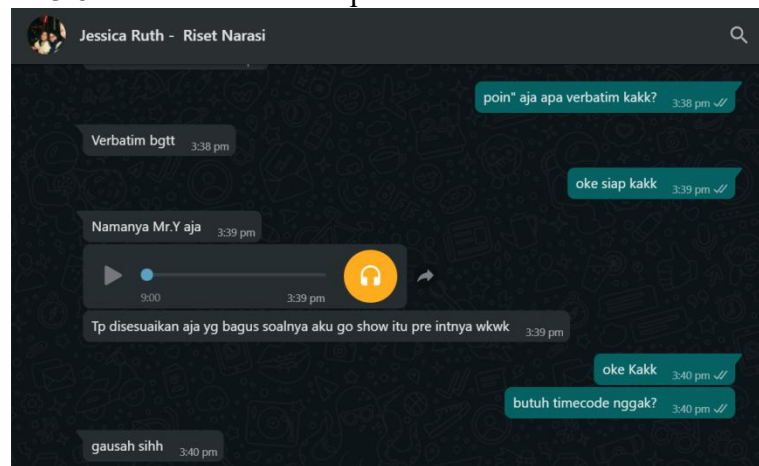 Jessica Ruth - Riset Narasi
poin" aja apa verbatim kakk? 3:38 pm
Verbatim bgtt 3:38 pm
oke siap kakk 3:39 pm
Namanya Mr.Y aja 3:39 pm
9:00 3:39 pm
Tp disesuaikan aja yg bagus soalnya aku go show itu pre intnya wkwk 3:39 pm
oke Kakk 3:40 pm
butuh timecode nggak? 3:40 pm
gausah sihh 3:40 pm